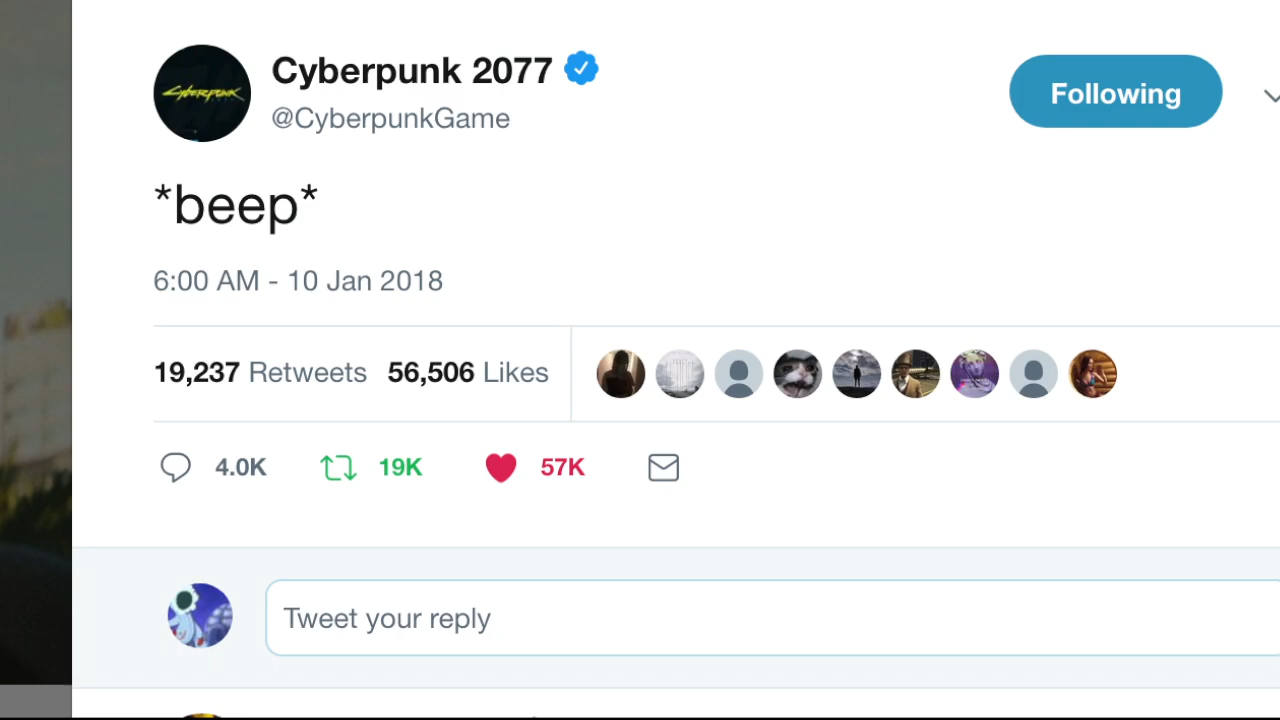 Cyberpunk 2077
@CyberpunkGame
Following
*beep*
6:00 AM - 10 Jan 2018
19,237 Retweets 56,506 Likes
4.0K 19K 57K
Tweet your reply